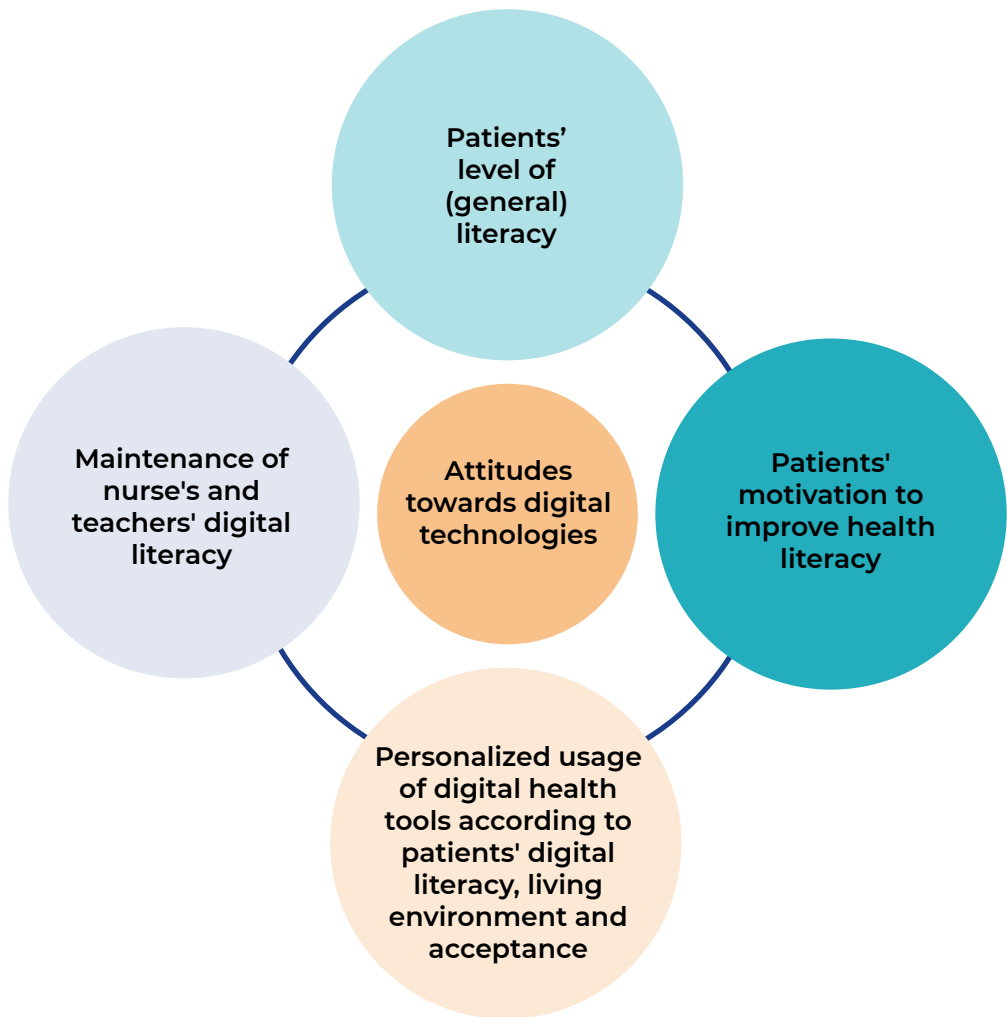 Patients’
level of
(general)
literacy
Maintenance of
nurse's and
teachers' digital
literacy
Attitudes
towards digital
technologies
Patients'
motivation to
improve health
literacy
Personalized usage
of digital health
tools according to
patients' digital
literacy, living
environment and
acceptance